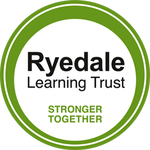 Ryedale
Learning Trust
STRONGER
TOGETHER